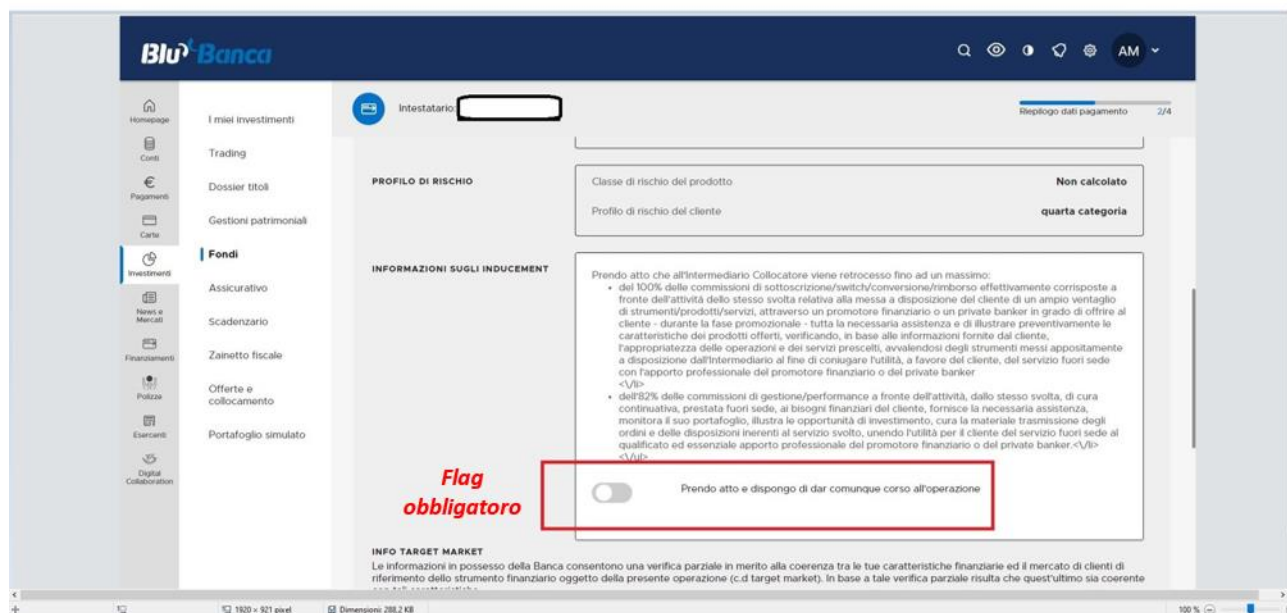 Blu Banca
AM
Homepage
Conti
Pagamenti
Carte
Investimenti
News e
Mercati
Finanziamenti
Polizze
Esercenti
Digital
Collaboration
I miei investimenti
Trading
Dossier titoli
Gestioni patrimoniali
Fondi
Assicurativo
Scadenzario
Zainetto fiscale
Offerte e
collocamento
Portafoglio simulato
Intestatario:
Riepilogo dati pagamento 2/4
PROFILO DI RISCHIO
Classe di rischio del prodotto Non calcolato
Profilo di rischio del cliente quarta categoria
INFORMAZIONI SUGLI INDUCEMENT
Prendo atto che all'Intermediario Collocatore viene retrocesso fino ad un massimo:
• del 100% delle commissioni di sottoscrizione/switch/conversione/rimborso effettivamente corrisposte a
fronte dell'attività dello stesso svolta relativa alla messa a disposizione del cliente di un ampio ventaglio
di strumenti/prodotti/servizi, attraverso un promotore finanziario o un private banker in grado di offrire al
cliente - durante la fase promozionale - tutta la necessaria assistenza e di illustrare preventivamente le
caratteristiche dei prodotti offerti, verificando, in base alle informazioni fornite dal cliente,
l'appropriatezza delle operazioni e dei servizi prescelti, avvalendosi degli strumenti messi appositamente
a disposizione dall'Intermediario al fine di coniugare l'utilità, a favore del cliente, del servizio fuori sede
con l'apporto professionale del promotore finanziario o del private banker
<\/li>
• dell'82% delle commissioni di gestione/performance a fronte dell'attività, dallo stesso svolta, di cura
continuativa, prestata fuori sede, ai bisogni finanziari del cliente, fornisce la necessaria assistenza,
monitora il suo portafoglio, illustra le opportunità di investimento, cura la materiale trasmissione degli
ordini e delle disposizioni inerenti al servizio svolto, unendo l'utilità per il cliente del servizio fuori sede al
qualificato ed essenziale apporto professionale del promotore finanziario o del private banker.<\/li>
<\/ul>
Flag
obbligatoro
Prendo atto e dispongo di dar comunque corso all'operazione
INFO TARGET MARKET
Le informazioni in possesso della Banca consentono una verifica parziale in merito alla coerenza tra le tue caratteristiche finanziarie ed il mercato di clienti di
riferimento dello strumento finanziario oggetto della presente operazione (c.d target market). In base a tale verifica parziale risulta che quest'ultimo sia coerente
1920 × 921 pixel Dimensioni: 288,2 KB 100 %